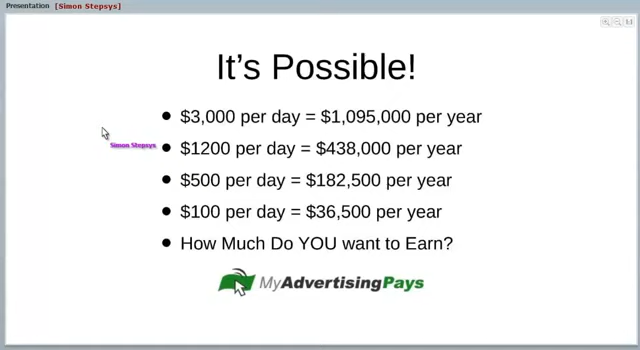 Presentation [Simon Stepsys]
It's Possible!
• $3,000 per day = $1,095,000 per year
Simon Stepsys
• $1200 per day = $438,000 per year
• $500 per day = $182,500 per year
• $100 per day = $36,500 per year
• How Much Do YOU want to Earn?
MyAdvertisingPays